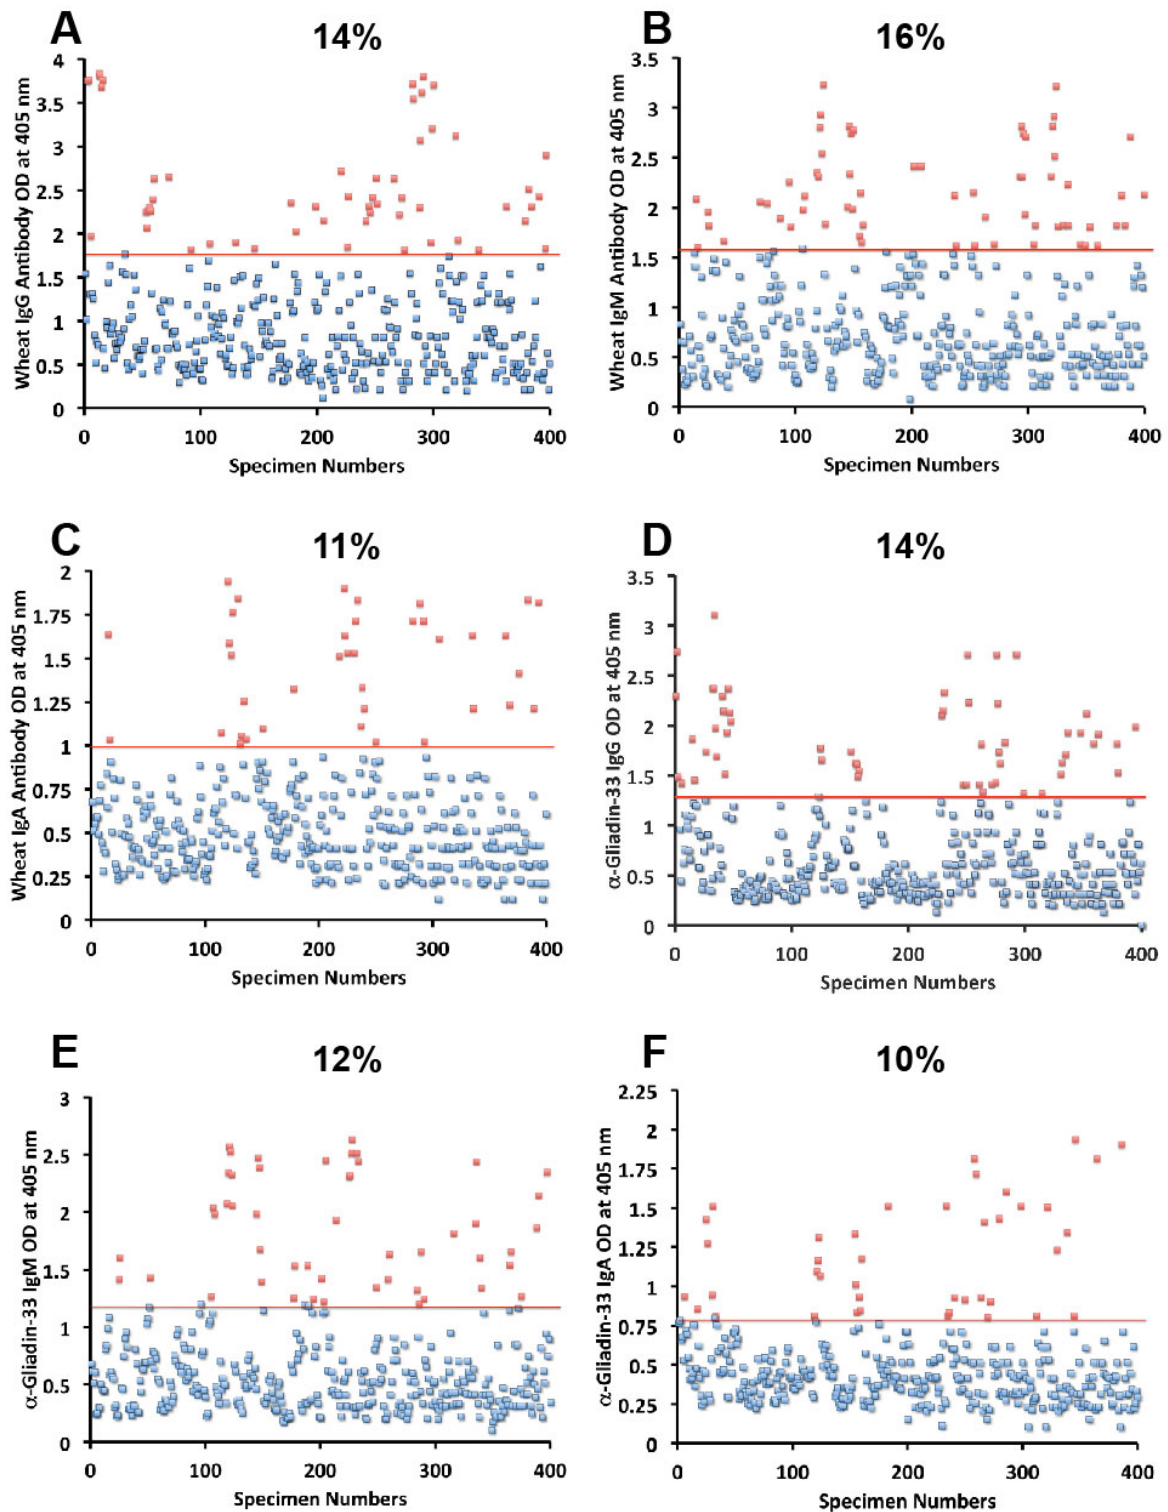 A
14%
Wheat IgG Antibody OD at 405 nm
4
3.5
3
2.5
2
1.5
1
0.5
0
0 100 200 300 400
Specimen Numbers
B
16%
Wheat IgM Antibody OD at 405 nm
3.5
3
2.5
2
1.5
1
0.5
0
0 100 200 300 400
Specimen Numbers
C
11%
Wheat IgA Antibody OD at 405 nm
2
1.75
1.5
1.25
1
0.75
0.5
0.25
0
0 100 200 300 400
Specimen Numbers
D
14%
α-Gliadin-33 IgG OD at 405 nm
3.5
3
2.5
2
1.5
1
0.5
0
0 100 200 300 400
Specimen Numbers
E
12%
α-Gliadin-33 IgM OD at 405 nm
3
2.5
2
1.5
1
0.5
0
0 100 200 300 400
Specimen Numbers
F
10%
α-Gliadin-33 IgA OD at 405 nm
2.25
2
1.75
1.5
1.25
1
0.75
0.5
0.25
0
0 100 200 300 400
Specimen Numbers